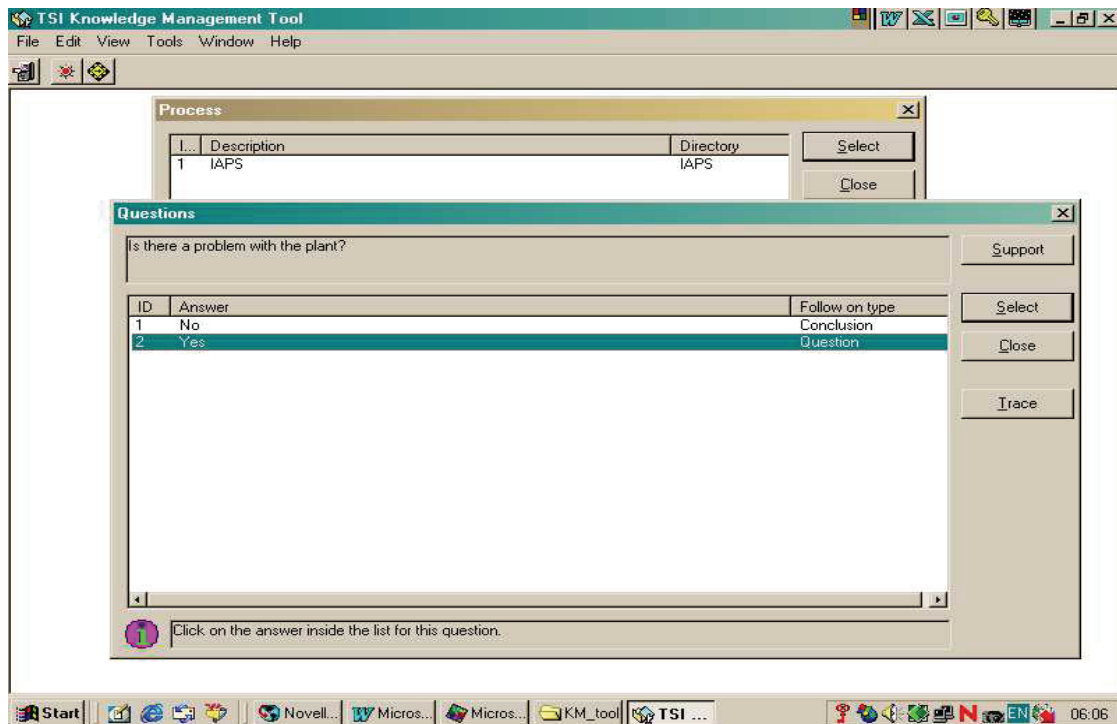 TSI Knowledge Management Tool
File Edit View Tools Window Help
Process
I... Description Directory
1 IAPS IAPS
Select
Close
Questions
Is there a problem with the plant?
Support
ID Answer Follow on type
1 No Conclusion
2 Yes Question
Select
Close
Trace
Click on the answer inside the list for this question.
Start Novell... Micros... Micros... KM_tool TSI ... EN 06:06